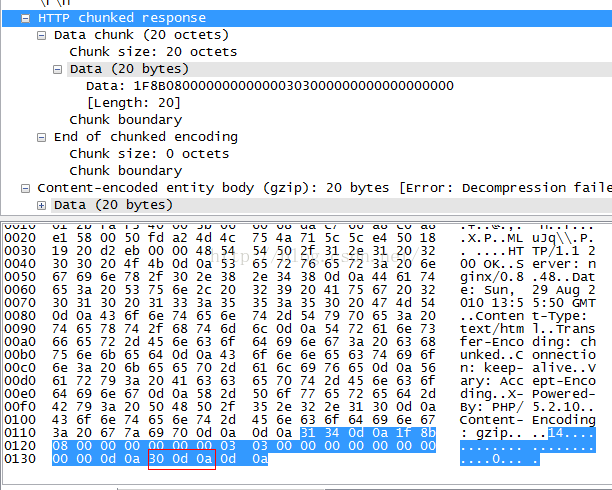 HTTP chunked response
Data chunk (20 octets)
Chunk size: 20 octets
Data (20 bytes)
Data: 1F8B080000000000000303000000000000000000
[Length: 20]
Chunk boundary
End of chunked encoding
Chunk size: 0 octets
Chunk boundary
Content-encoded entity body (gzip): 20 bytes [Error: Decompression faile
Data (20 bytes)
0020 e1 58 00 50 fd a2 4d 4c 75 4a 71 5c 5c e4 50 18 .X.P..ML uJq\\.P.
0030 19 20 d2 eb 00 00 48 54 54 50 2f 31 2e 31 20 32 . ....HT TP/1.1 2
0040 30 30 20 4f 4b 0d 0a 53 65 72 76 65 72 3a 20 6e 00 OK..S erver: n
0050 67 69 6e 78 2f 30 2e 38 2e 34 38 0d 0a 44 61 74 ginx/0.8 .48..Dat
0060 65 3a 20 53 75 6e 2c 20 32 39 20 41 75 67 20 32 e: Sun, 29 Aug 2
0070 30 31 30 20 31 33 3a 35 35 3a 35 30 20 47 4d 54 010 13:5 5:50 GMT
0080 0d 0a 43 6f 6e 74 65 6e 74 2d 54 79 70 65 3a 20 ..Conten t-Type:
0090 74 65 78 74 2f 68 74 6d 6c 0d 0a 54 72 61 6e 73 text/htm l..Trans
00a0 66 65 72 2d 45 6e 63 6f 64 69 6e 67 3a 20 63 68 fer-Enco ding: ch
00b0 75 6e 6b 65 64 0d 0a 43 6f 6e 6e 65 63 74 69 6f unked..C onnectio
00c0 6e 3a 20 6b 65 65 70 2d 61 6c 69 76 65 0d 0a 56 n: keep- alive..V
00d0 61 72 79 3a 20 41 63 63 65 70 74 2d 45 6e 63 6f ary: Acc ept-Enco
00e0 64 69 6e 67 0d 0a 58 2d 50 6f 77 65 72 65 64 2d ding..X- Powered-
00f0 42 79 3a 20 50 48 50 2f 35 2e 32 2e 31 30 0d 0a By: PHP/ 5.2.10..
0100 43 6f 6e 74 65 6e 74 2d 45 6e 63 6f 64 69 6e 67 Content- Encoding
0110 3a 20 67 7a 69 70 0d 0a 0d 0a 31 34 0d 0a 1f 8b : gzip.. ..14....
0120 08 00 00 00 00 00 00 03 03 00 00 00 00 00 00 00 ........ ........
0130 00 00 0d 0a 30 0d 0a 0d 0a ....0... .